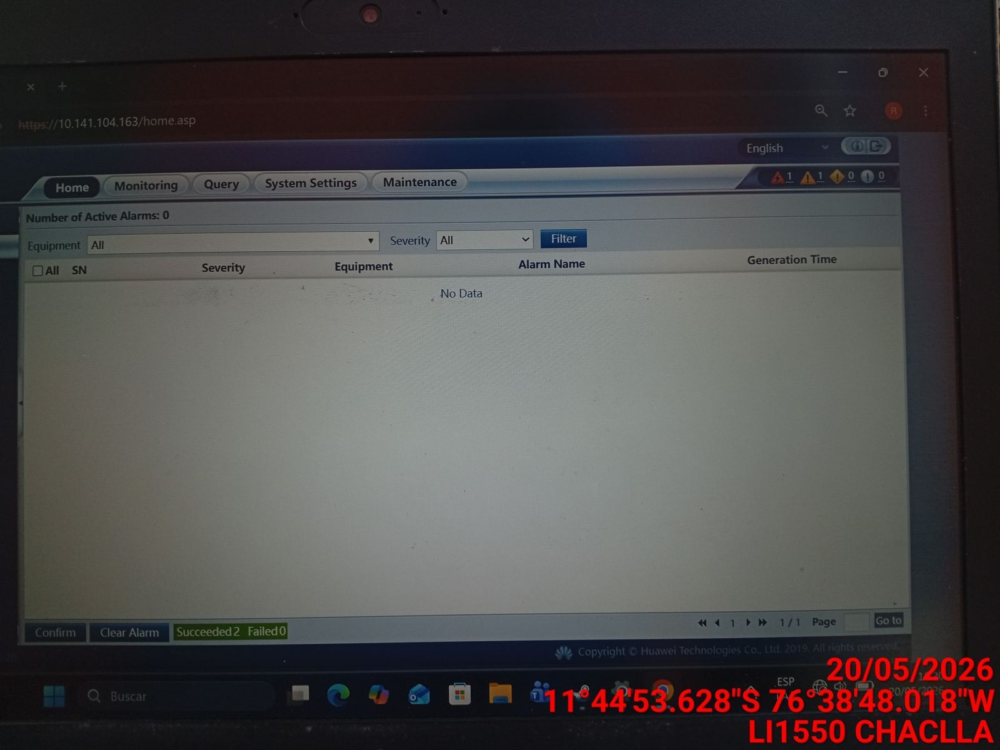 https://10.141.104.163/home.asp
R
English
Home Monitoring Query System Settings Maintenance 1 1 0 0
Number of Active Alarms: 0
Equipment All Severity All Filter
All SN Severity Equipment Alarm Name Generation Time
No Data
Confirm Clear Alarm Succeeded 2 Failed 0 1 1 / 1 Page Go to
Copyright © Huawei Technologies Co., Ltd. 2019. All rights reserved.
Buscar ESP
20/05/2026
11°44'53.628"S 76°38'48.018"W
LI1550 CHACLLA